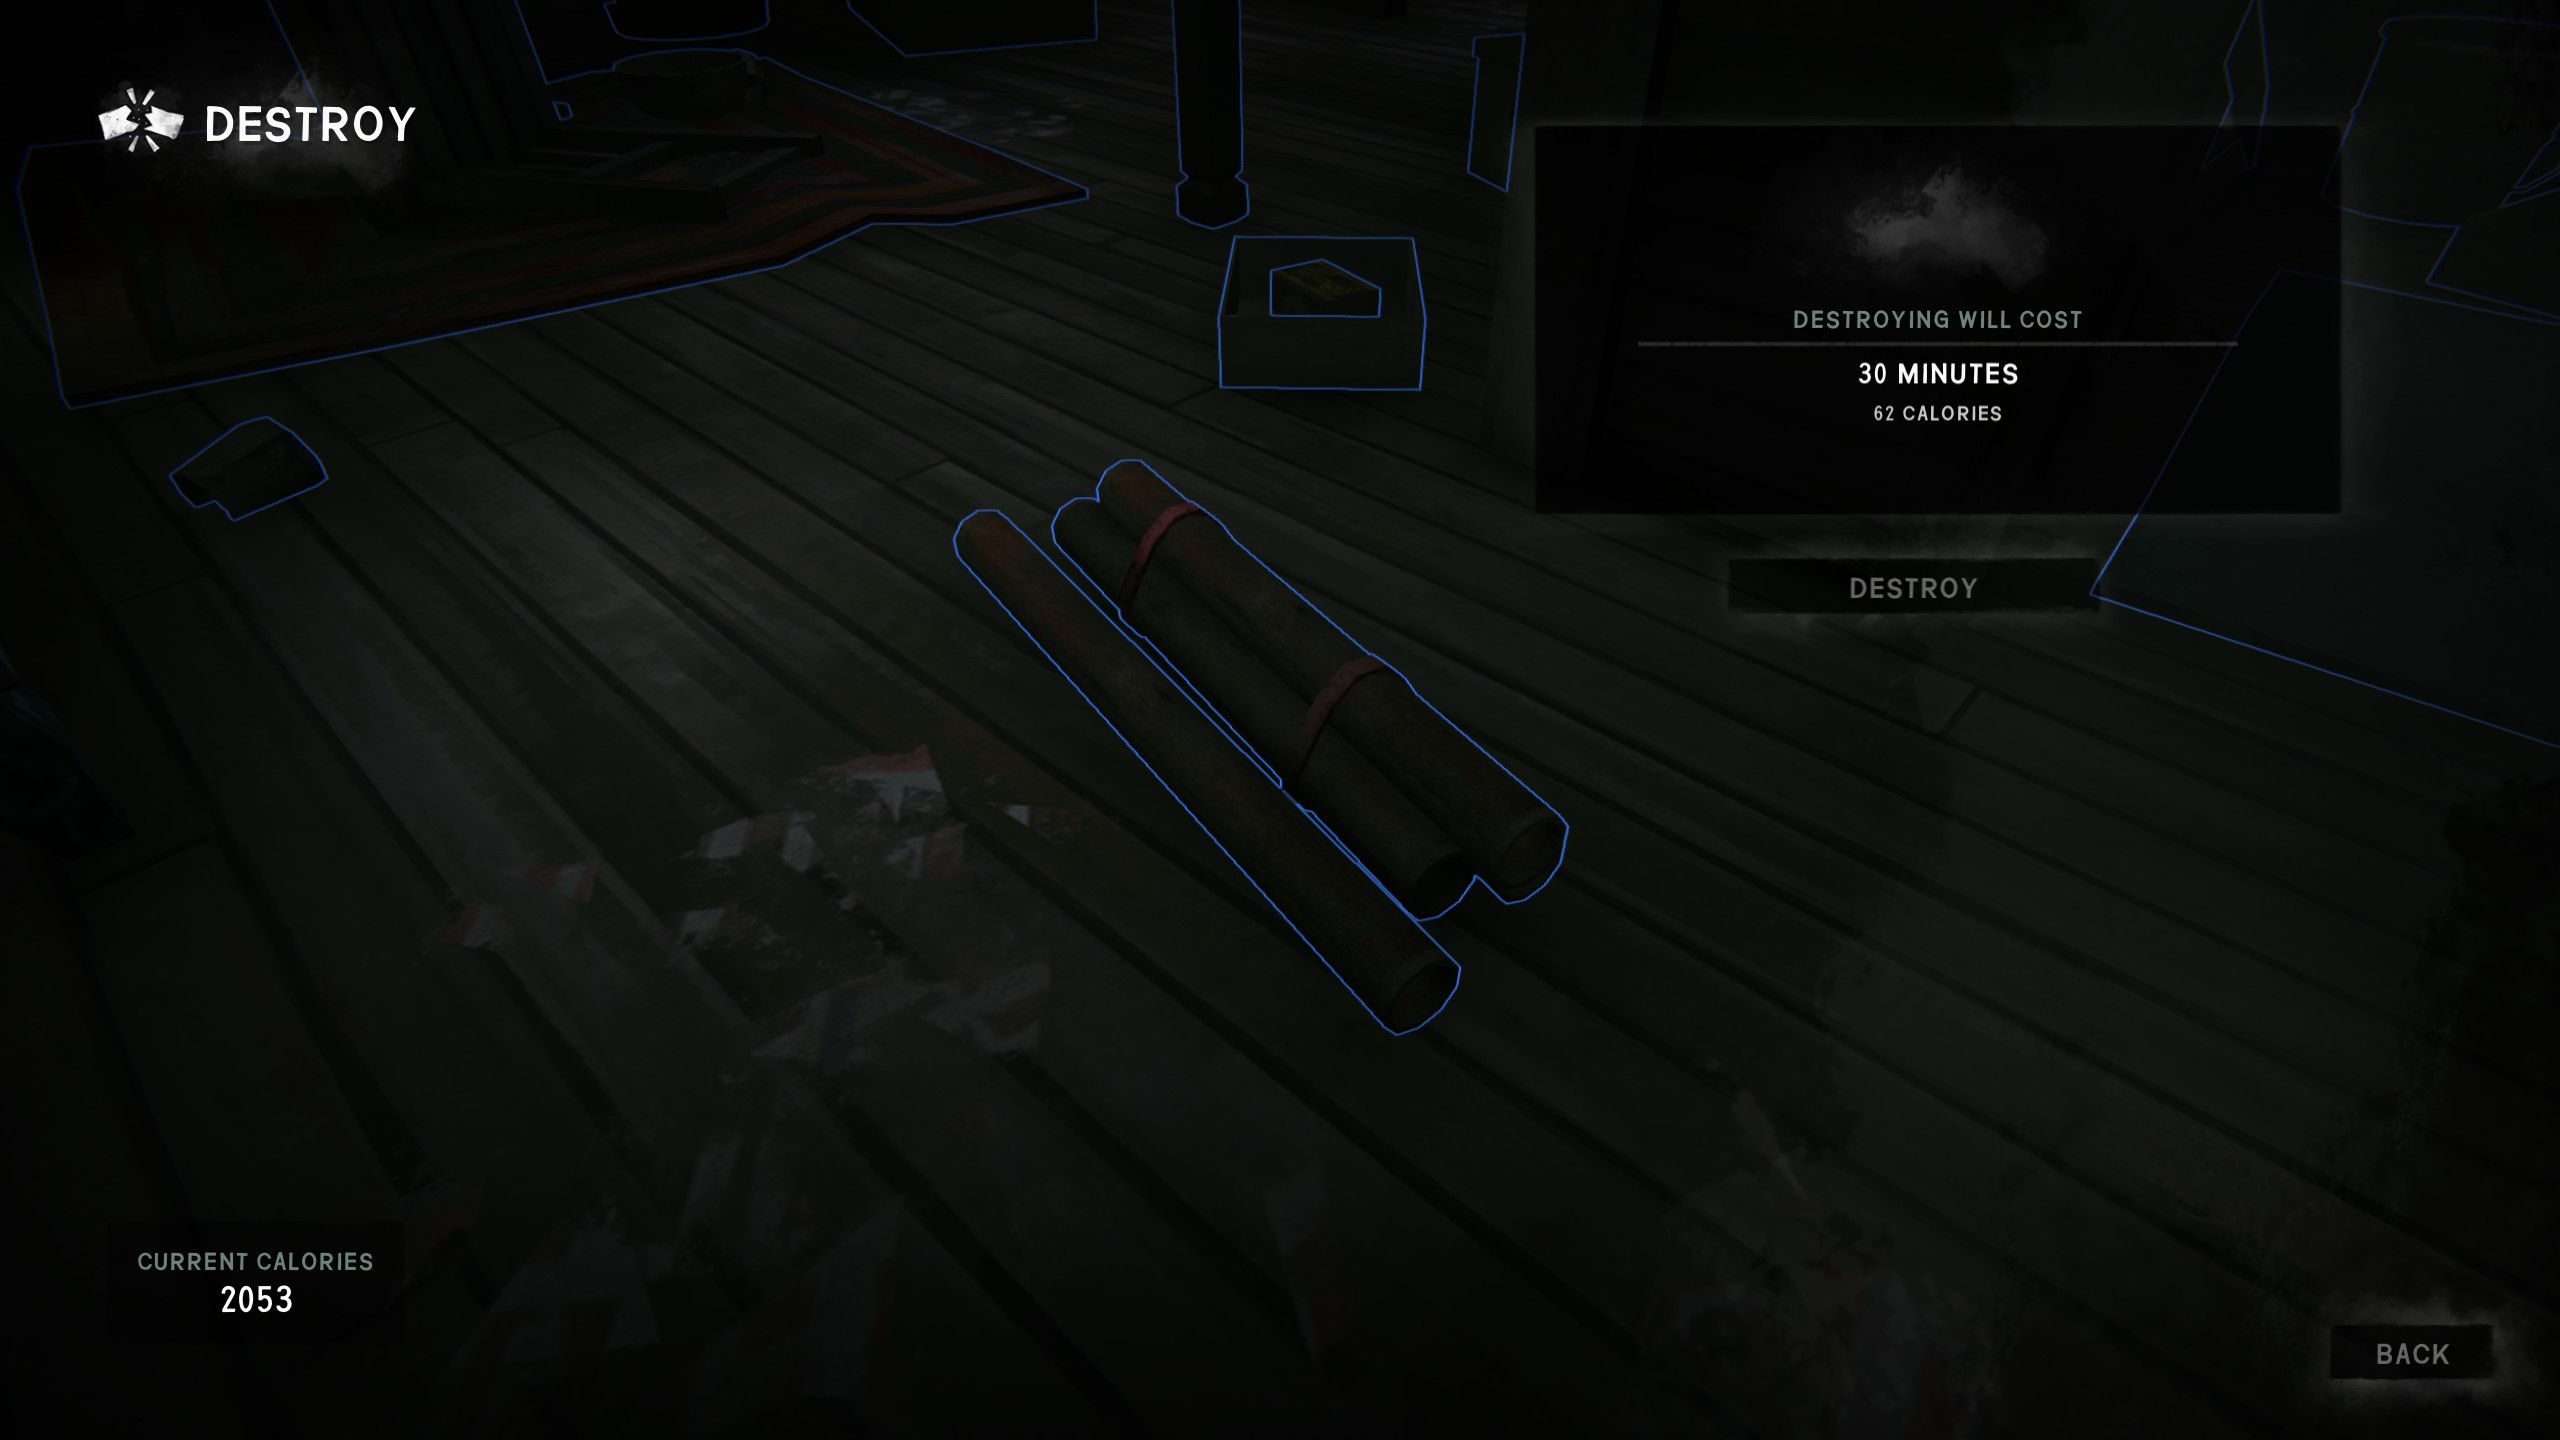 DESTROY
DESTROYING WILL COST
30 MINUTES
62 CALORIES
DESTROY
CURRENT CALORIES
2053
BACK